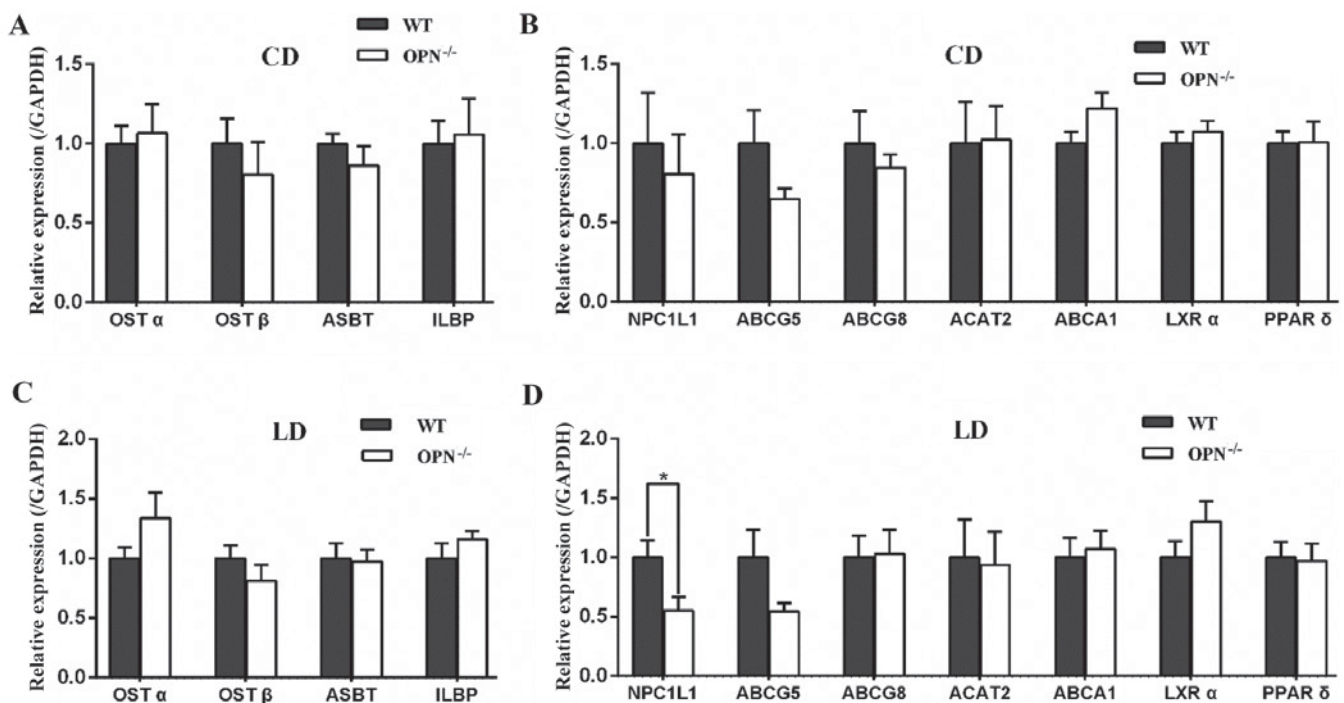 A
CD
WT
OPN-/-
Relative expression (/GAPDH)
1.5
1.0
0.5
0.0
OST α OST β ASBT ILBP
B
CD
WT
OPN-/-
Relative expression (/GAPDH)
1.5
1.0
0.5
0.0
NPC1L1 ABCG5 ABCG8 ACAT2 ABCA1 LXR α PPAR δ
C
LD
WT
OPN-/-
Relative expression (/GAPDH)
2.0
1.5
1.0
0.5
0.0
OST α OST β ASBT ILBP
D
LD
WT
OPN-/-
Relative expression (/GAPDH)
2.0
1.5
1.0
0.5
0.0
*
NPC1L1 ABCG5 ABCG8 ACAT2 ABCA1 LXR α PPAR δ